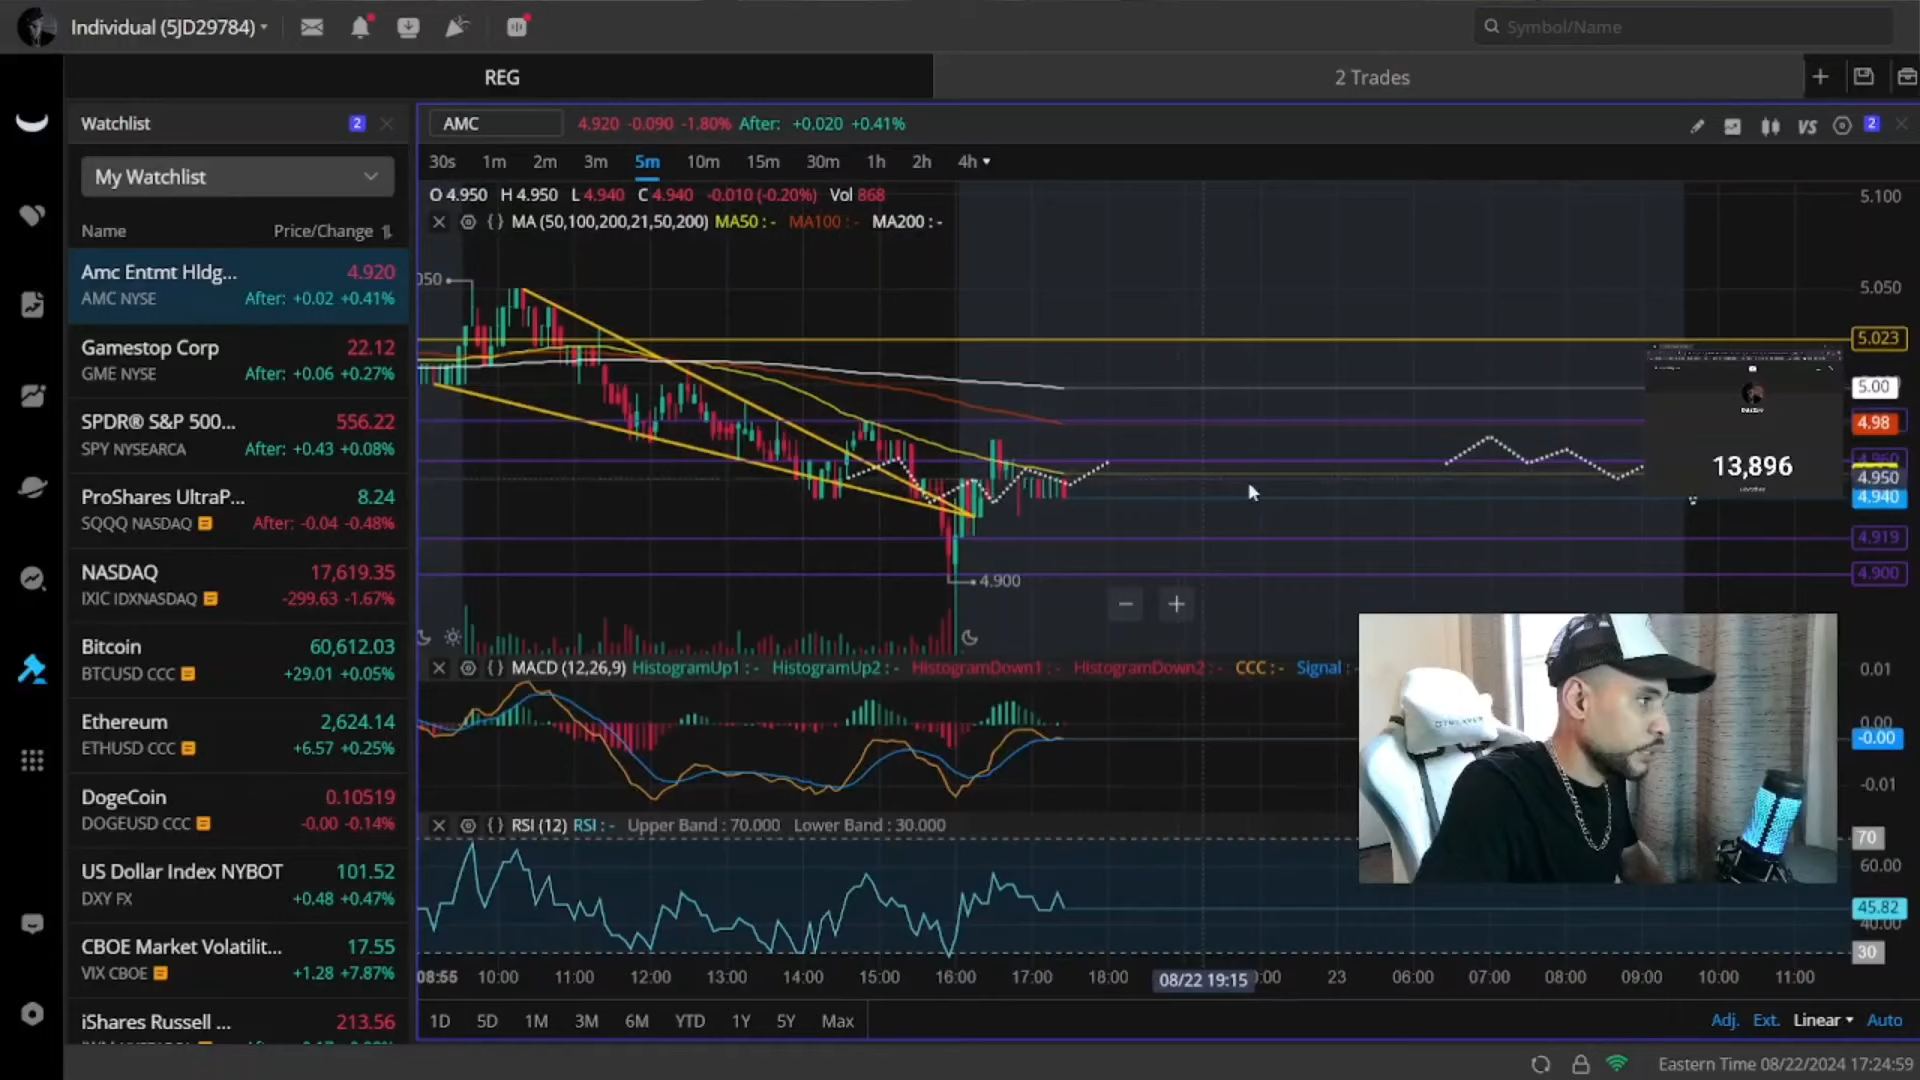 Individual (5JD29784)
Symbol/Name
REG
2 Trades
Watchlist
2
My Watchlist
Name
Price/Change
Amc Entmt Hldg...
4.920
AMC NYSE
After: +0.02 +0.41%
Gamestop Corp
22.12
GME NYSE
After: +0.06 +0.27%
SPDR® S&P 500...
556.22
SPY NYSEARCA
After: +0.43 +0.08%
ProShares UltraP...
8.24
SQQQ NASDAQ
After: -0.04 -0.48%
NASDAQ
17,619.35
IXIC IDXNASDAQ
-299.63 -1.67%
Bitcoin
60,612.03
BTCUSD CCC
+29.01 +0.05%
Ethereum
2,624.14
ETHUSD CCC
+6.57 +0.25%
DogeCoin
0.10519
DOGEUSD CCC
-0.00 -0.14%
US Dollar Index NYBOT
101.52
DXY FX
+0.48 +0.47%
CBOE Market Volatilit...
17.55
VIX CBOE
+1.28 +7.87%
iShares Russell ...
213.56
AMC
4.920 -0.090 -1.80% After: +0.020 +0.41%
VS
2
30s 1m 2m 3m 5m 10m 15m 30m 1h 2h 4h
O 4.950 H 4.950 L 4.940 C 4.940 -0.010 (-0.20%) Vol 868
MA (50,100,200,21,50,200) MA50 : - MA100 : - MA200 : -
050
4.900
5.100
5.050
5.023
5.00
4.98
4.960
4.950
4.940
4.919
4.900
13,896
MACD (12,26,9) HistogramUp1 : - HistogramUp2 : - HistogramDown1 : - HistogramDown2 : - CCC : - Signal : -
0.01
0.00
-0.00
-0.01
RSI (12) RSI : - Upper Band : 70.000 Lower Band : 30.000
70
60.00
45.82
40.00
30
08:55 10:00 11:00 12:00 13:00 14:00 15:00 16:00 17:00 18:00 08/22 19:15 :00 23 06:00 07:00 08:00 09:00 10:00 11:00
1D 5D 1M 3M 6M YTD 1Y 5Y Max
Adj. Ext. Linear Auto
Eastern Time 08/22/2024 17:24:59